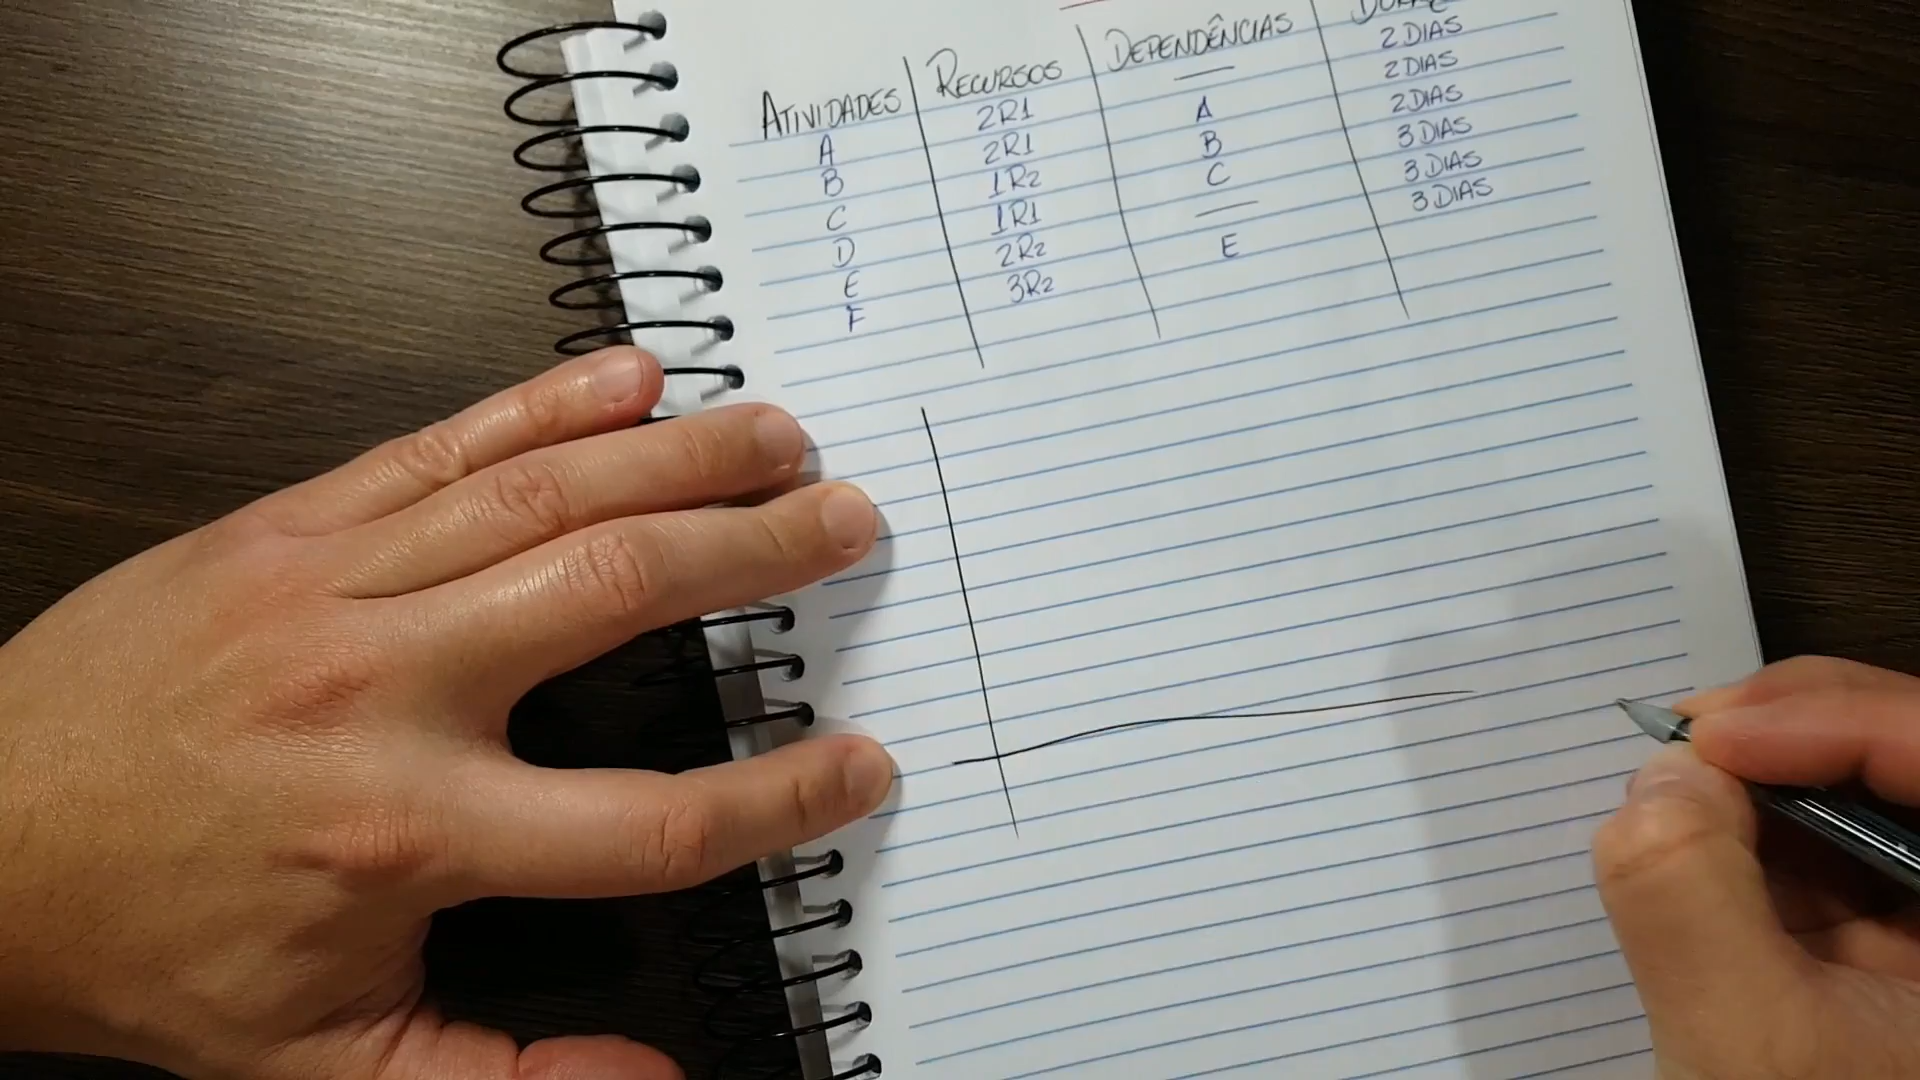 ATIVIDADES RECURSOS DEPENDÊNCIAS
A 2R1 — 2 DIAS
B 2R1 A 2 DIAS
C 1R2 B 2 DIAS
D 1R1 C 3 DIAS
E 2R2 — 3 DIAS
F 3R2 E 3 DIAS